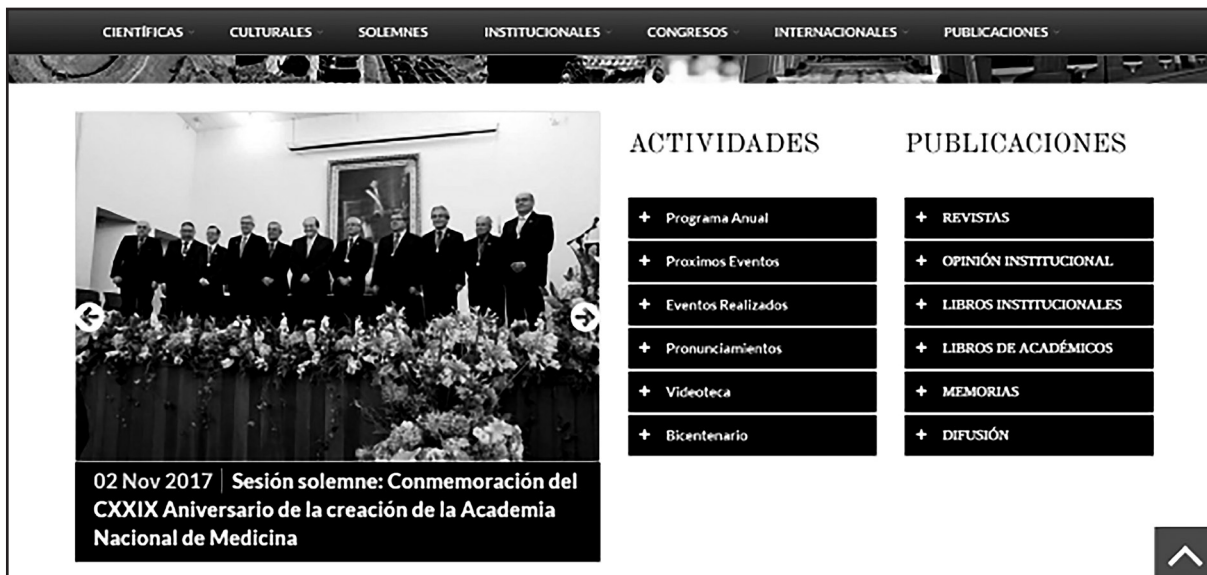 CIENTÍFICAS CULTURALES SOLEMNES INSTITUCIONALES CONGRESOS INTERNACIONALES PUBLICACIONES
ACTIVIDADES
+ Programa Anual
+ Proximos Eventos
+ Eventos Realizados
+ Pronunciamientos
+ Videoteca
+ Bicentenario
PUBLICACIONES
+ REVISTAS
+ OPINIÓN INSTITUCIONAL
+ LIBROS INSTITUCIONALES
+ LIBROS DE ACADÉMICOS
+ MEMORIAS
+ DIFUSIÓN
02 Nov 2017 | Sesión solemne: Conmemoración del
CXXIX Aniversario de la creación de la Academia
Nacional de Medicina